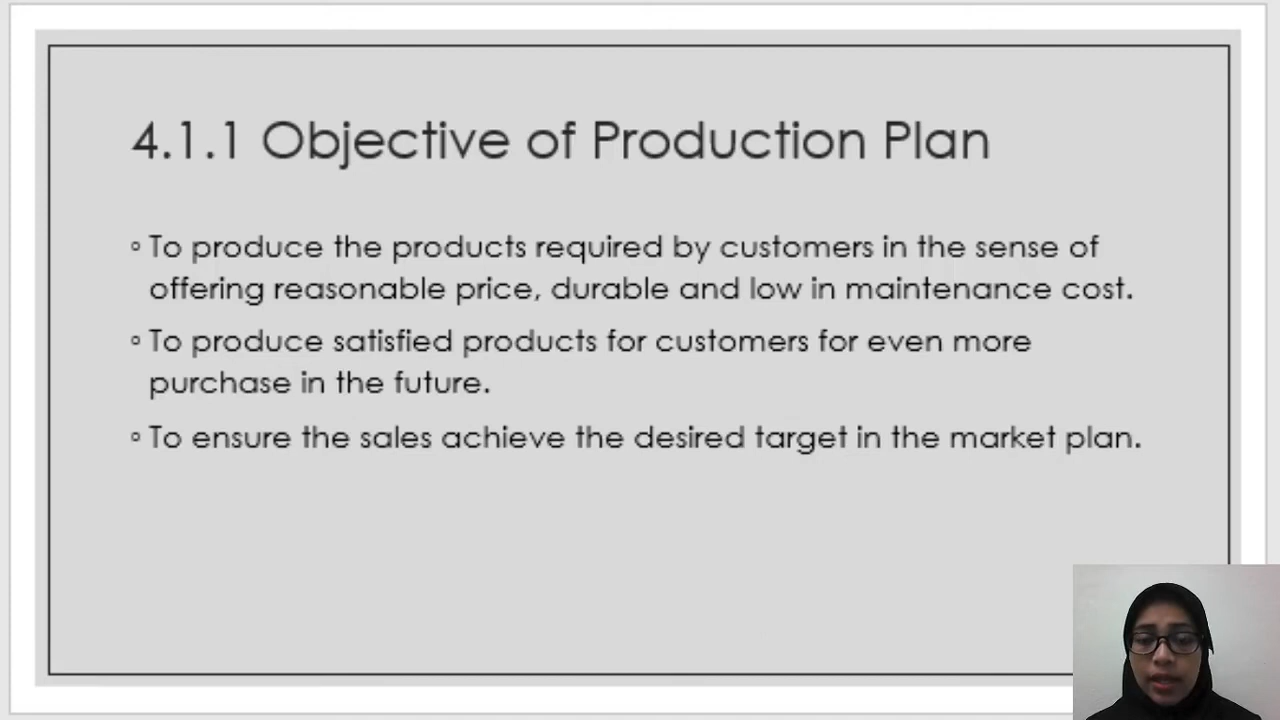 4.1.1 Objective of Production Plan
◦ To produce the products required by customers in the sense of
offering reasonable price, durable and low in maintenance cost.
◦ To produce satisfied products for customers for even more
purchase in the future.
◦ To ensure the sales achieve the desired target in the market plan.